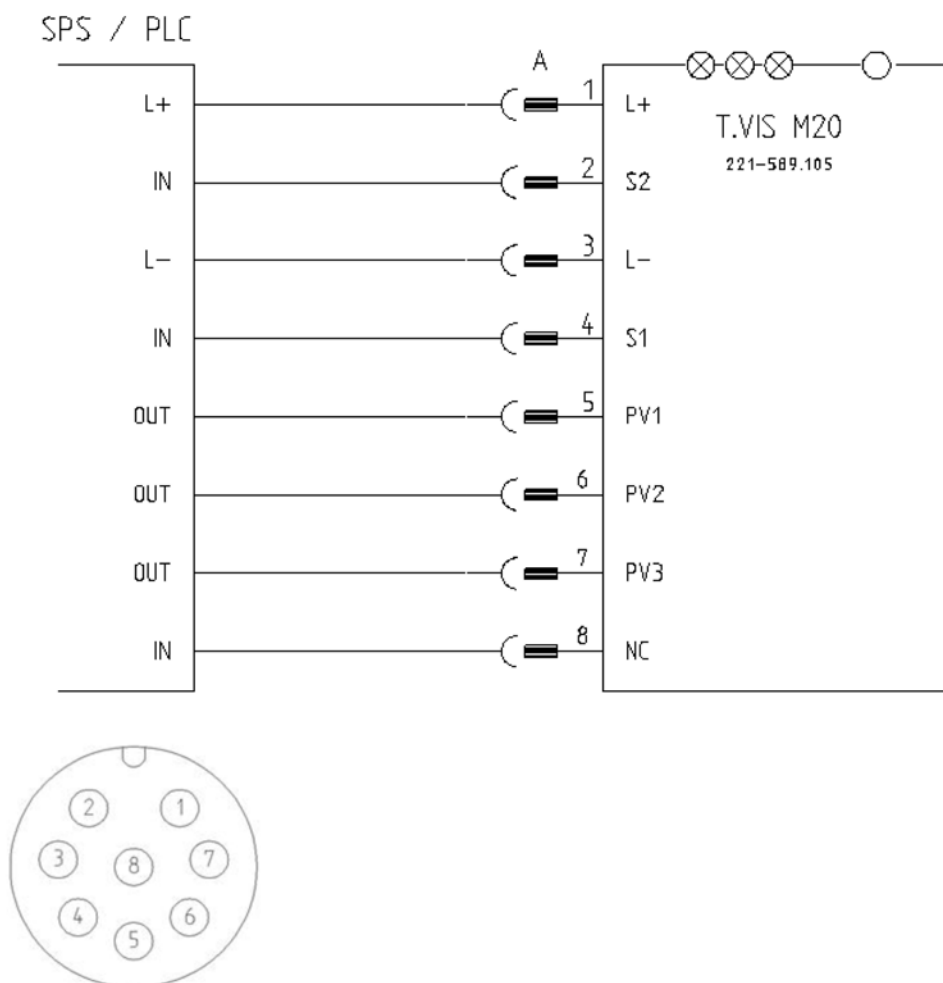 SPS / PLC
A
T.VIS M20
221-589.105
L+ 1 L+
IN 2 S2
L- 3 L-
IN 4 S1
OUT 5 PV1
OUT 6 PV2
OUT 7 PV3
IN 8 NC
2 1
3 8 7
4 6
5